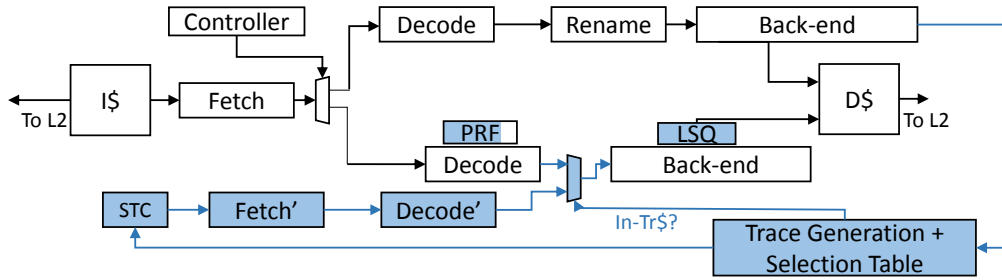 Controller
Decode
Rename
Back-end
I$
Fetch
D$
To L2
To L2
PRF
LSQ
Decode
Back-end
STC
Fetch'
Decode'
In-Tr$?
Trace Generation +
Selection Table